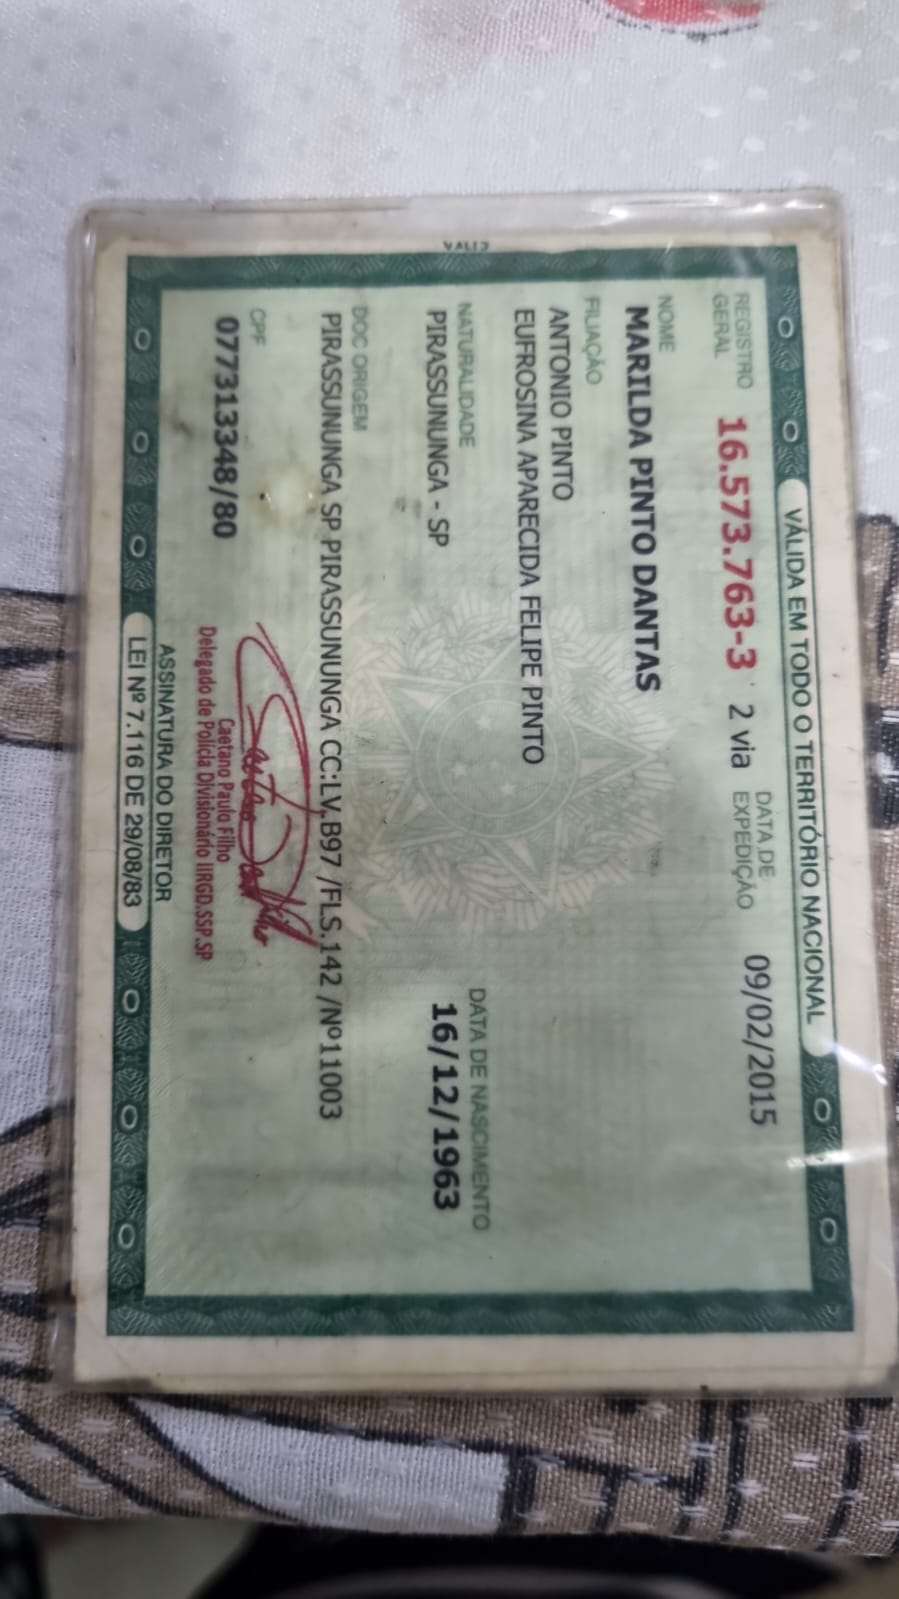 VÁLIDA EM TODO O TERRITÓRIO NACIONAL
REGISTRO GERAL 16.573.763-3 2 via DATA DE EXPEDIÇÃO 09/02/2015
NOME
MARILDA PINTO DANTAS
FILIAÇÃO
ANTONIO PINTO
EUFROSINA APARECIDA FELIPE PINTO
NATURALIDADE DATA DE NASCIMENTO
PIRASSUNUNGA - SP 16/12/1963
DOC ORIGEM
PIRASSUNUNGA SP PIRASSUNUNGA CC:LV.B97 /FLS.142 /Nº11003
CPF
077313348/80
Caetano Paulo Filho
Delegado de Polícia Divisionário IIRGD.SSP.SP
ASSINATURA DO DIRETOR
LEI Nº 7.116 DE 29/08/83